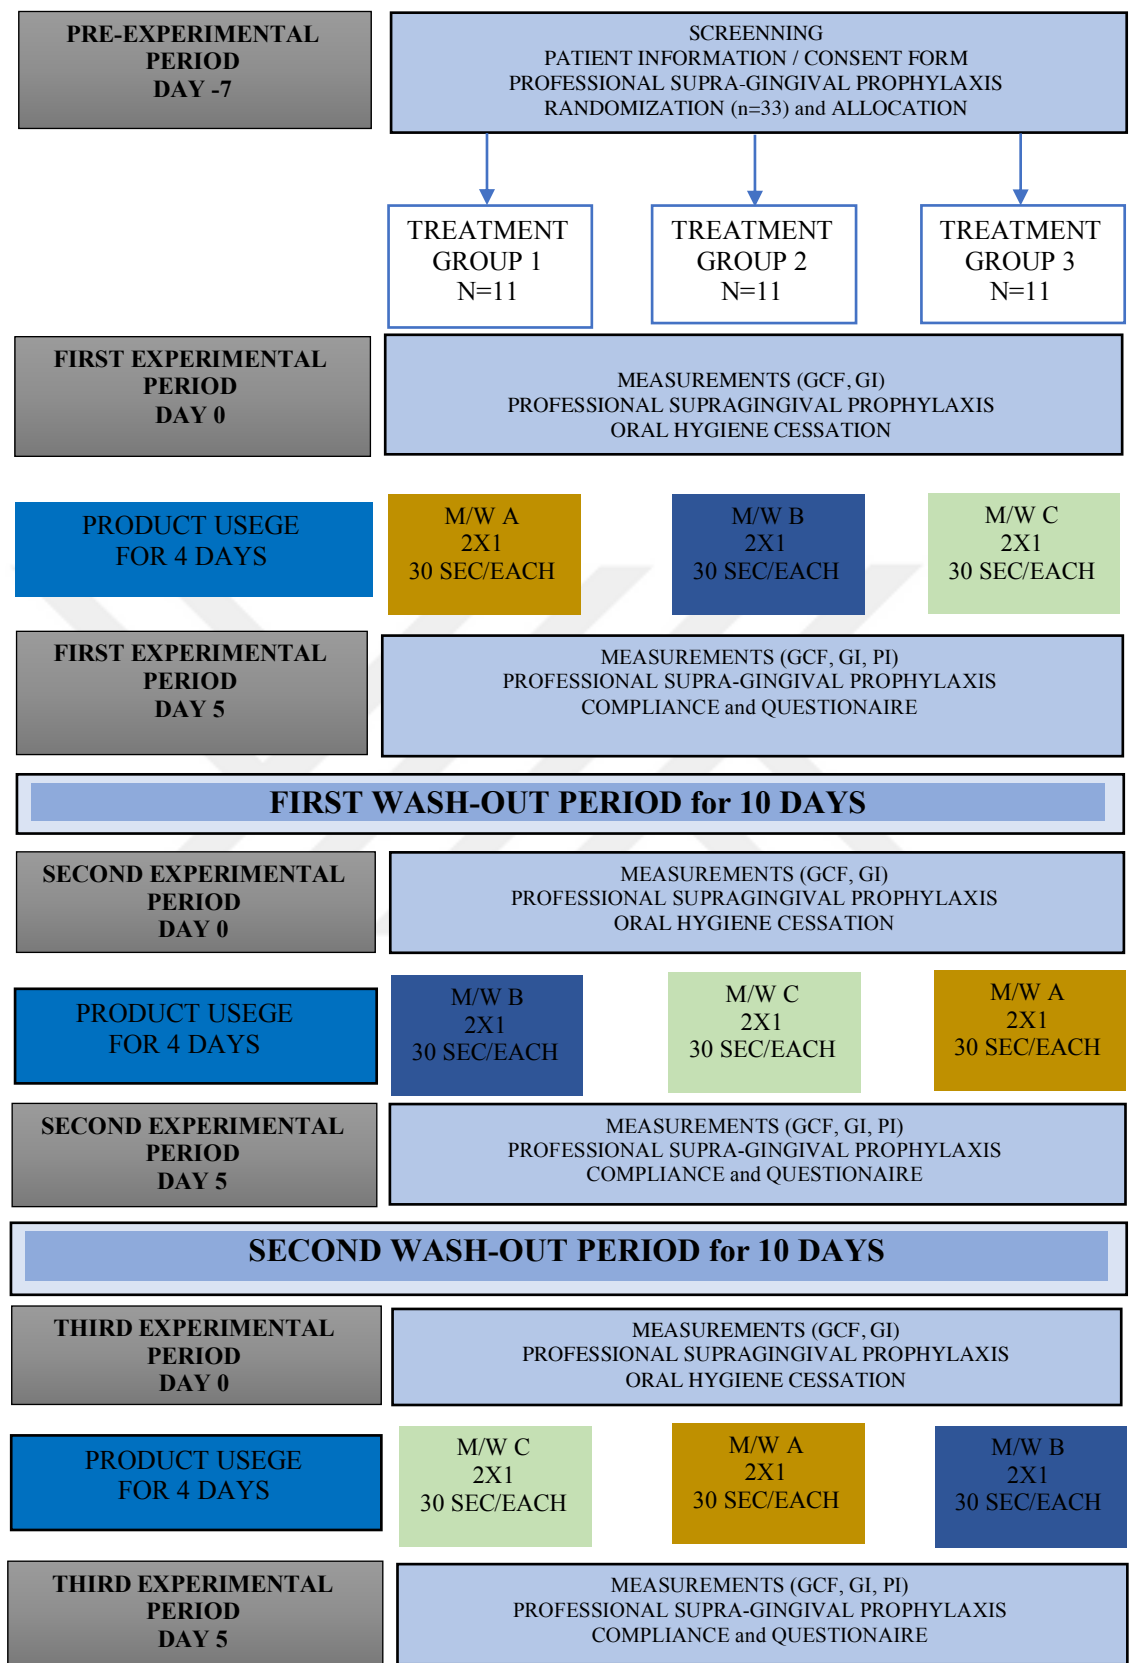 PRE-EXPERIMENTAL
PERIOD
DAY -7
SCREENNING
PATIENT INFORMATION / CONSENT FORM
PROFESSIONAL SUPRA-GINGIVAL PROPHYLAXIS
RANDOMIZATION (n=33) and ALLOCATION
TREATMENT
GROUP 1
N=11
TREATMENT
GROUP 2
N=11
TREATMENT
GROUP 3
N=11
FIRST EXPERIMENTAL
PERIOD
DAY 0
MEASUREMENTS (GCF, GI)
PROFESSIONAL SUPRAGINGIVAL PROPHYLAXIS
ORAL HYGIENE CESSATION
PRODUCT USEGE
FOR 4 DAYS
M/W A
2X1
30 SEC/EACH
M/W B
2X1
30 SEC/EACH
M/W C
2X1
30 SEC/EACH
FIRST EXPERIMENTAL
PERIOD
DAY 5
MEASUREMENTS (GCF, GI, PI)
PROFESSIONAL SUPRA-GINGIVAL PROPHYLAXIS
COMPLIANCE and QUESTIONAIRE
FIRST WASH-OUT PERIOD for 10 DAYS
SECOND EXPERIMENTAL
PERIOD
DAY 0
MEASUREMENTS (GCF, GI)
PROFESSIONAL SUPRAGINGIVAL PROPHYLAXIS
ORAL HYGIENE CESSATION
PRODUCT USEGE
FOR 4 DAYS
M/W B
2X1
30 SEC/EACH
M/W C
2X1
30 SEC/EACH
M/W A
2X1
30 SEC/EACH
SECOND EXPERIMENTAL
PERIOD
DAY 5
MEASUREMENTS (GCF, GI, PI)
PROFESSIONAL SUPRA-GINGIVAL PROPHYLAXIS
COMPLIANCE and QUESTIONAIRE
SECOND WASH-OUT PERIOD for 10 DAYS
THIRD EXPERIMENTAL
PERIOD
DAY 0
MEASUREMENTS (GCF, GI)
PROFESSIONAL SUPRAGINGIVAL PROPHYLAXIS
ORAL HYGIENE CESSATION
PRODUCT USEGE
FOR 4 DAYS
M/W C
2X1
30 SEC/EACH
M/W A
2X1
30 SEC/EACH
M/W B
2X1
30 SEC/EACH
THIRD EXPERIMENTAL
PERIOD
DAY 5
MEASUREMENTS (GCF, GI, PI)
PROFESSIONAL SUPRA-GINGIVAL PROPHYLAXIS
COMPLIANCE and QUESTIONAIRE